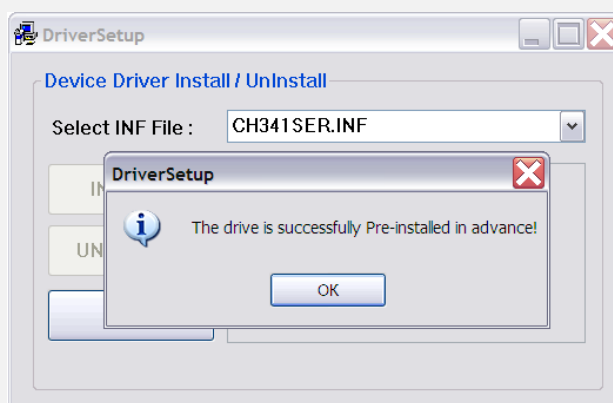 DriverSetup
Device Driver Install / UnInstall
Select INF File :
CH341SER.INF
DriverSetup
The drive is successfully Pre-installed in advance!
OK